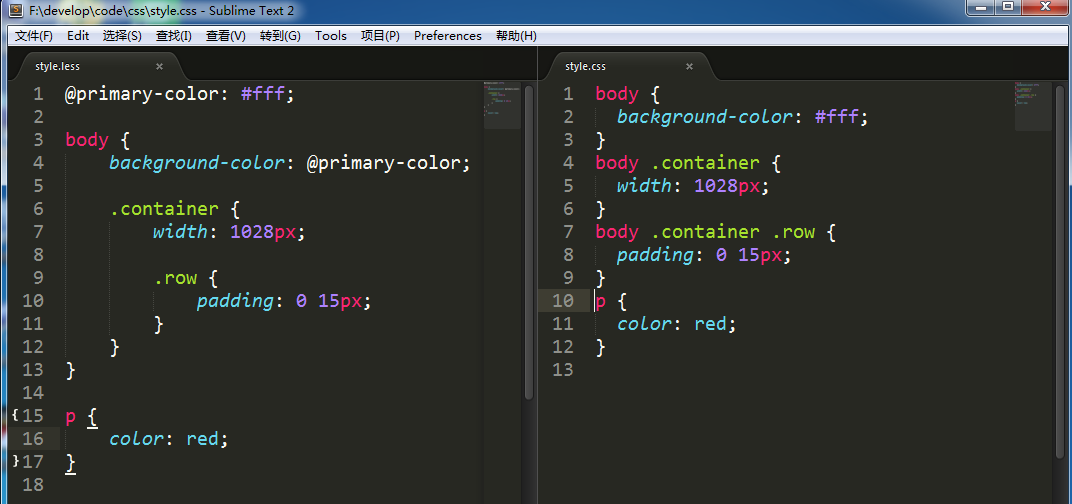 F:\develop\code\css\style.css - Sublime Text 2
文件(F) Edit 选择(S) 查找(I) 查看(V) 转到(G) Tools 项目(P) Preferences 帮助(H)
style.less ×
1 @primary-color: #fff;
2
3 body {
4     background-color: @primary-color;
5
6     .container {
7         width: 1028px;
8
9         .row {
10             padding: 0 15px;
11         }
12     }
13 }
14
{15 p {
16     color: red;
}17 }
18
style.css ×
1 body {
2   background-color: #fff;
3 }
4 body .container {
5   width: 1028px;
6 }
7 body .container .row {
8   padding: 0 15px;
9 }
10 p {
11   color: red;
12 }
13